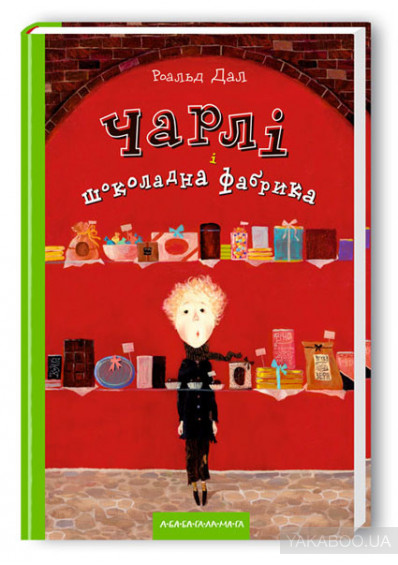 Роальд Дал
Чарлі
і
шоколадна фабрика
А-БА-БА-ГА-ЛА-МА-ГА
YAKABOO.UA